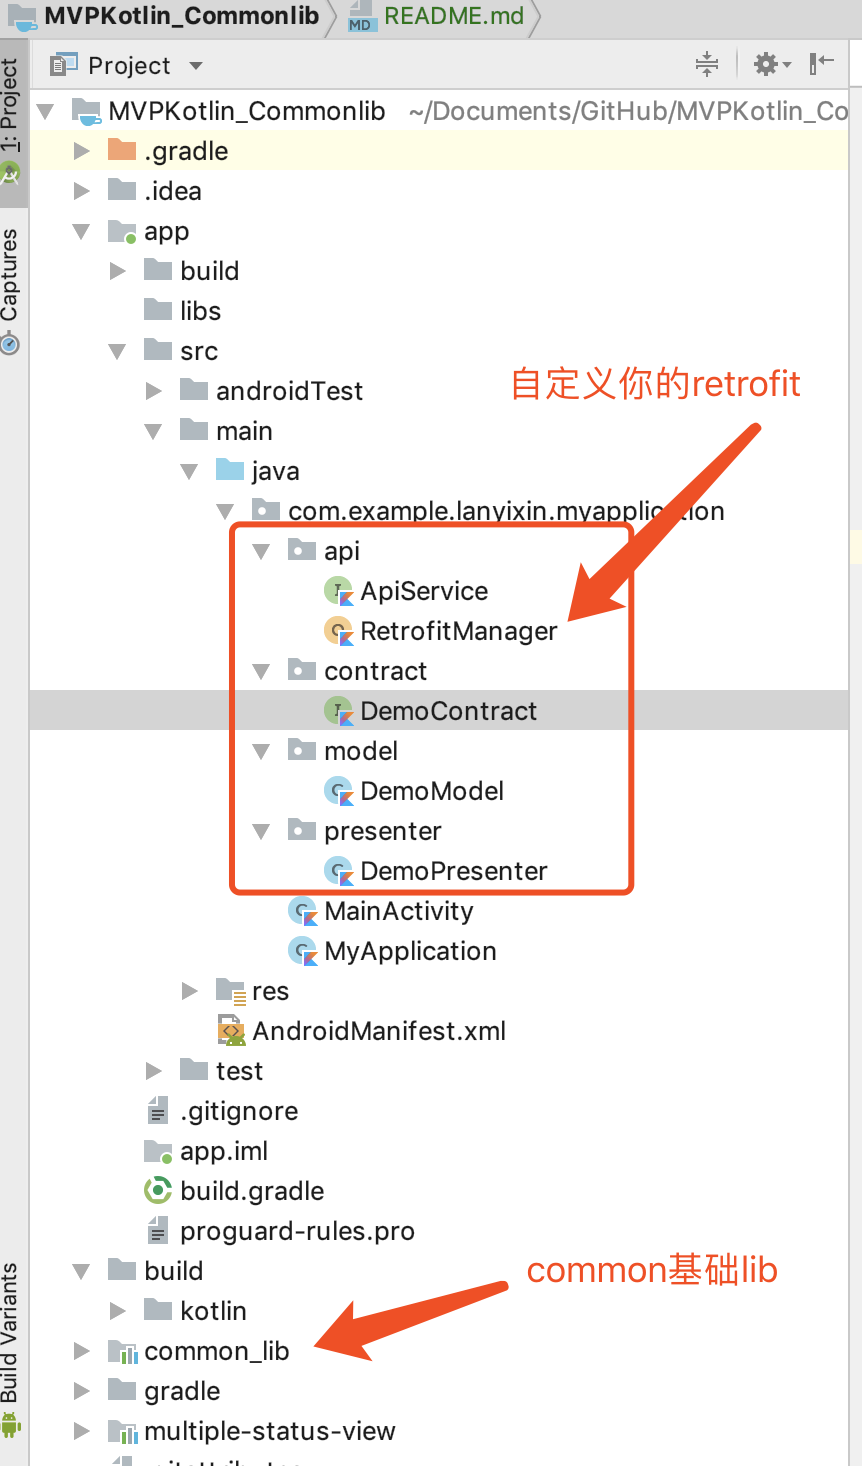 MVPKotlin_Commonlib README.md
Project
1: Project
Captures
Build Variants
MVPKotlin_Commonlib ~/Documents/GitHub/MVPKotlin_Co
.gradle
.idea
app
build
libs
src
自定义你的retrofit
androidTest
main
java
com.example.lanyixin.myapplication
api
ApiService
RetrofitManager
contract
DemoContract
model
DemoModel
presenter
DemoPresenter
MainActivity
MyApplication
res
AndroidManifest.xml
test
.gitignore
app.iml
build.gradle
proguard-rules.pro
build
common基础lib
kotlin
common_lib
gradle
multiple-status-view